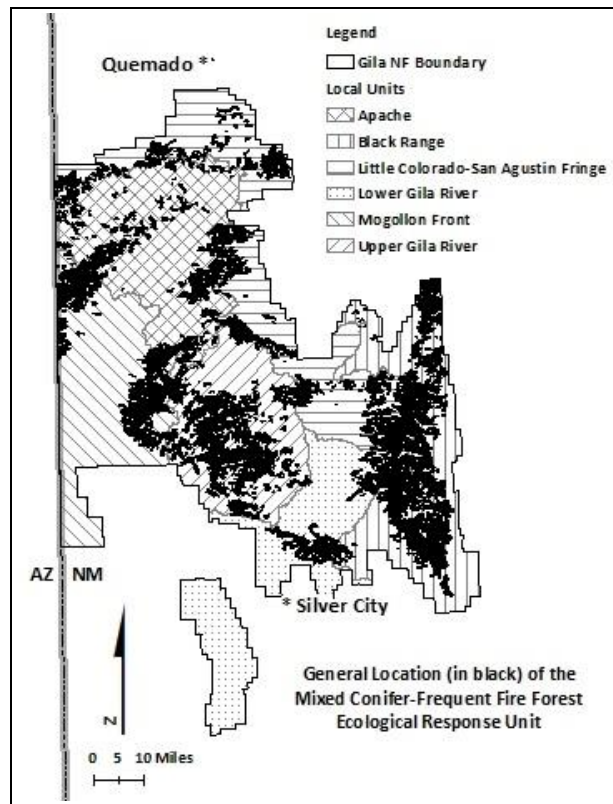 Legend
Quemado *
Gila NF Boundary
Local Units
Apache
Black Range
Little Colorado-San Agustin Fringe
Lower Gila River
Mogollon Front
Upper Gila River
AZ NM
* Silver City
General Location (in black) of the
Mixed Conifer-Frequent Fire Forest
Ecological Response Unit
N
0 5 10 Miles